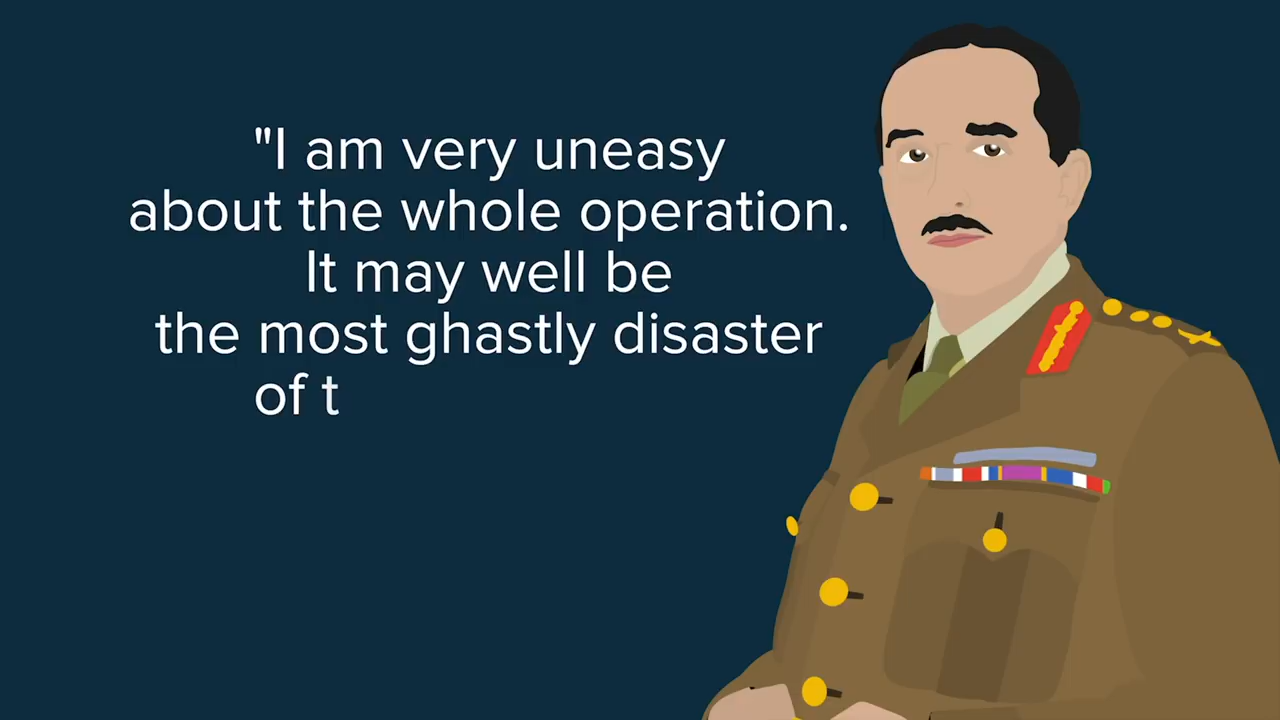 "I am very uneasy
about the whole operation.
It may well be
the most ghastly disaster
of t